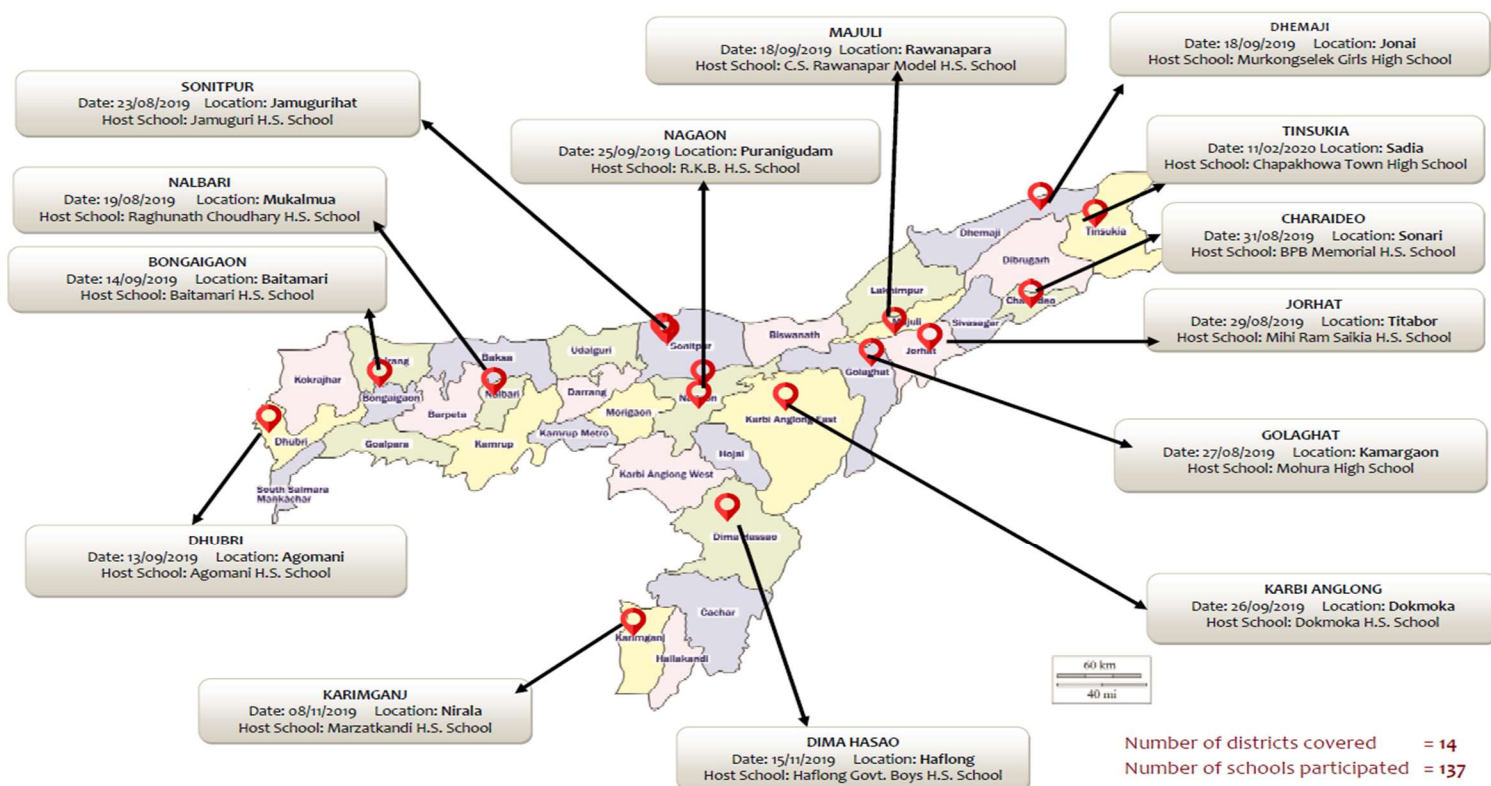 MAJULI
Date: 18/09/2019 Location: Rawanapara
Host School: C.S. Rawanapar Model H.S. School
DHEMAJI
Date: 18/09/2019 Location: Jonai
Host School: Murkongselek Girls High School
SONITPUR
Date: 23/08/2019 Location: Jamugurihat
Host School: Jamuguri H.S. School
NAGAON
Date: 25/09/2019 Location: Puranigudam
Host School: R.K.B. H.S. School
TINSUKIA
Date: 11/02/2020 Location: Sadia
Host School: Chapakhowa Town High School
NALBARI
Date: 19/08/2019 Location: Mukalmua
Host School: Raghunath Choudhary H.S. School
CHARAIDEO
Date: 31/08/2019 Location: Sonari
Host School: BPB Memorial H.S. School
BONGAIGAON
Date: 14/09/2019 Location: Baitamari
Host School: Baitamari H.S. School
JORHAT
Date: 29/08/2019 Location: Titabor
Host School: Mihi Ram Saikia H.S. School
Dhemaji
Tinsukia
Dibrugarh
Lakhimpur
Sivasagar
Majuli
Jorhat
Biswanath
Sonitpur
Golaghat
Udalguri
Baksa
Kokrajhar
Bongaigaon
Barpeta
Nalbari
Darrang
Morigaon
Karbi Anglong East
Dhubri
Goalpara
Kamrup
Kamrup Metro
Hojai
Karbi Anglong West
South Salmara
Mankachar
Dima Hassao
Cachar
Karimganj
Hailakandi
GOLAGHAT
Date: 27/08/2019 Location: Kamargaon
Host School: Mohura High School
DHUBRI
Date: 13/09/2019 Location: Agomani
Host School: Agomani H.S. School
KARBI ANGLONG
Date: 26/09/2019 Location: Dokmoka
Host School: Dokmoka H.S. School
60 km
40 mi
KARIMGANJ
Date: 08/11/2019 Location: Nirala
Host School: Marzatkandi H.S. School
DIMA HASAO
Date: 15/11/2019 Location: Haflong
Host School: Haflong Govt. Boys H.S. School
Number of districts covered = 14
Number of schools participated = 137